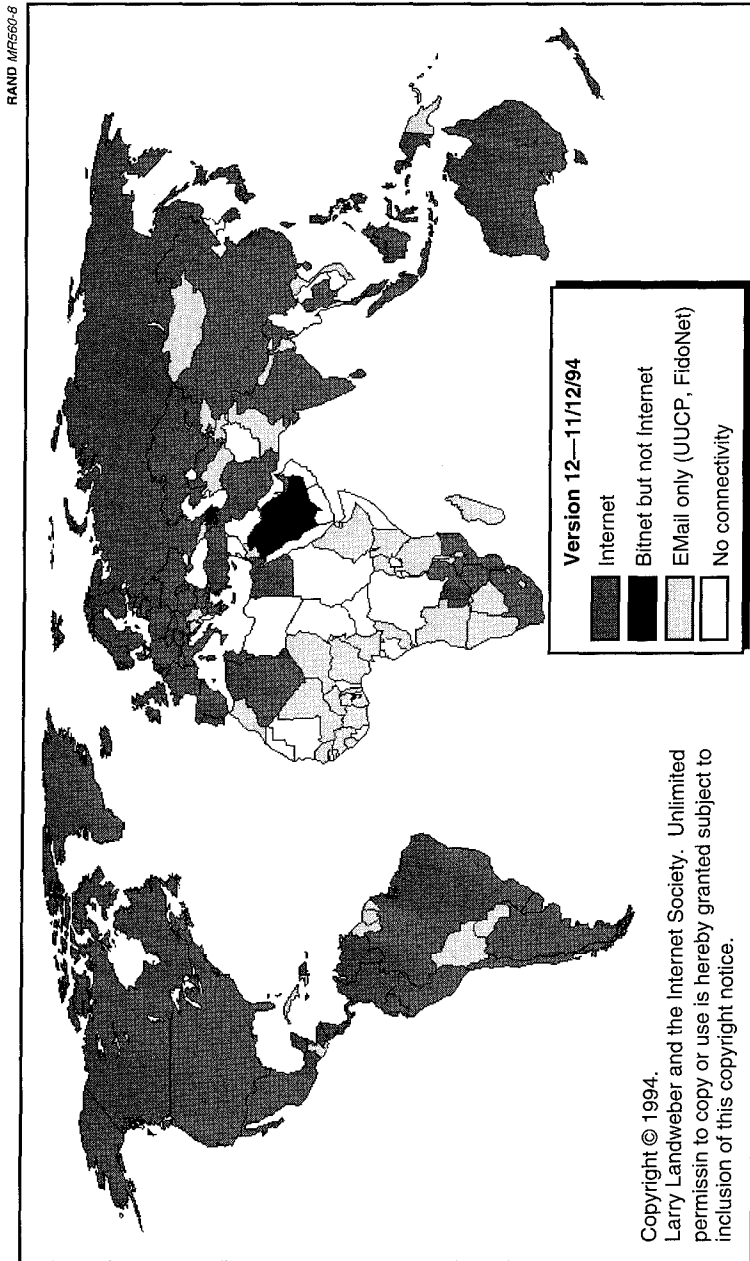 RAND MR560-8
Version 12—11/12/94
Internet
Bitnet but not Internet
EMail only (UUCP, FidoNet)
No connectivity
Copyright © 1994.
Larry Landweber and the Internet Society. Unlimited
permissin to copy or use is hereby granted subject to
inclusion of this copyright notice.